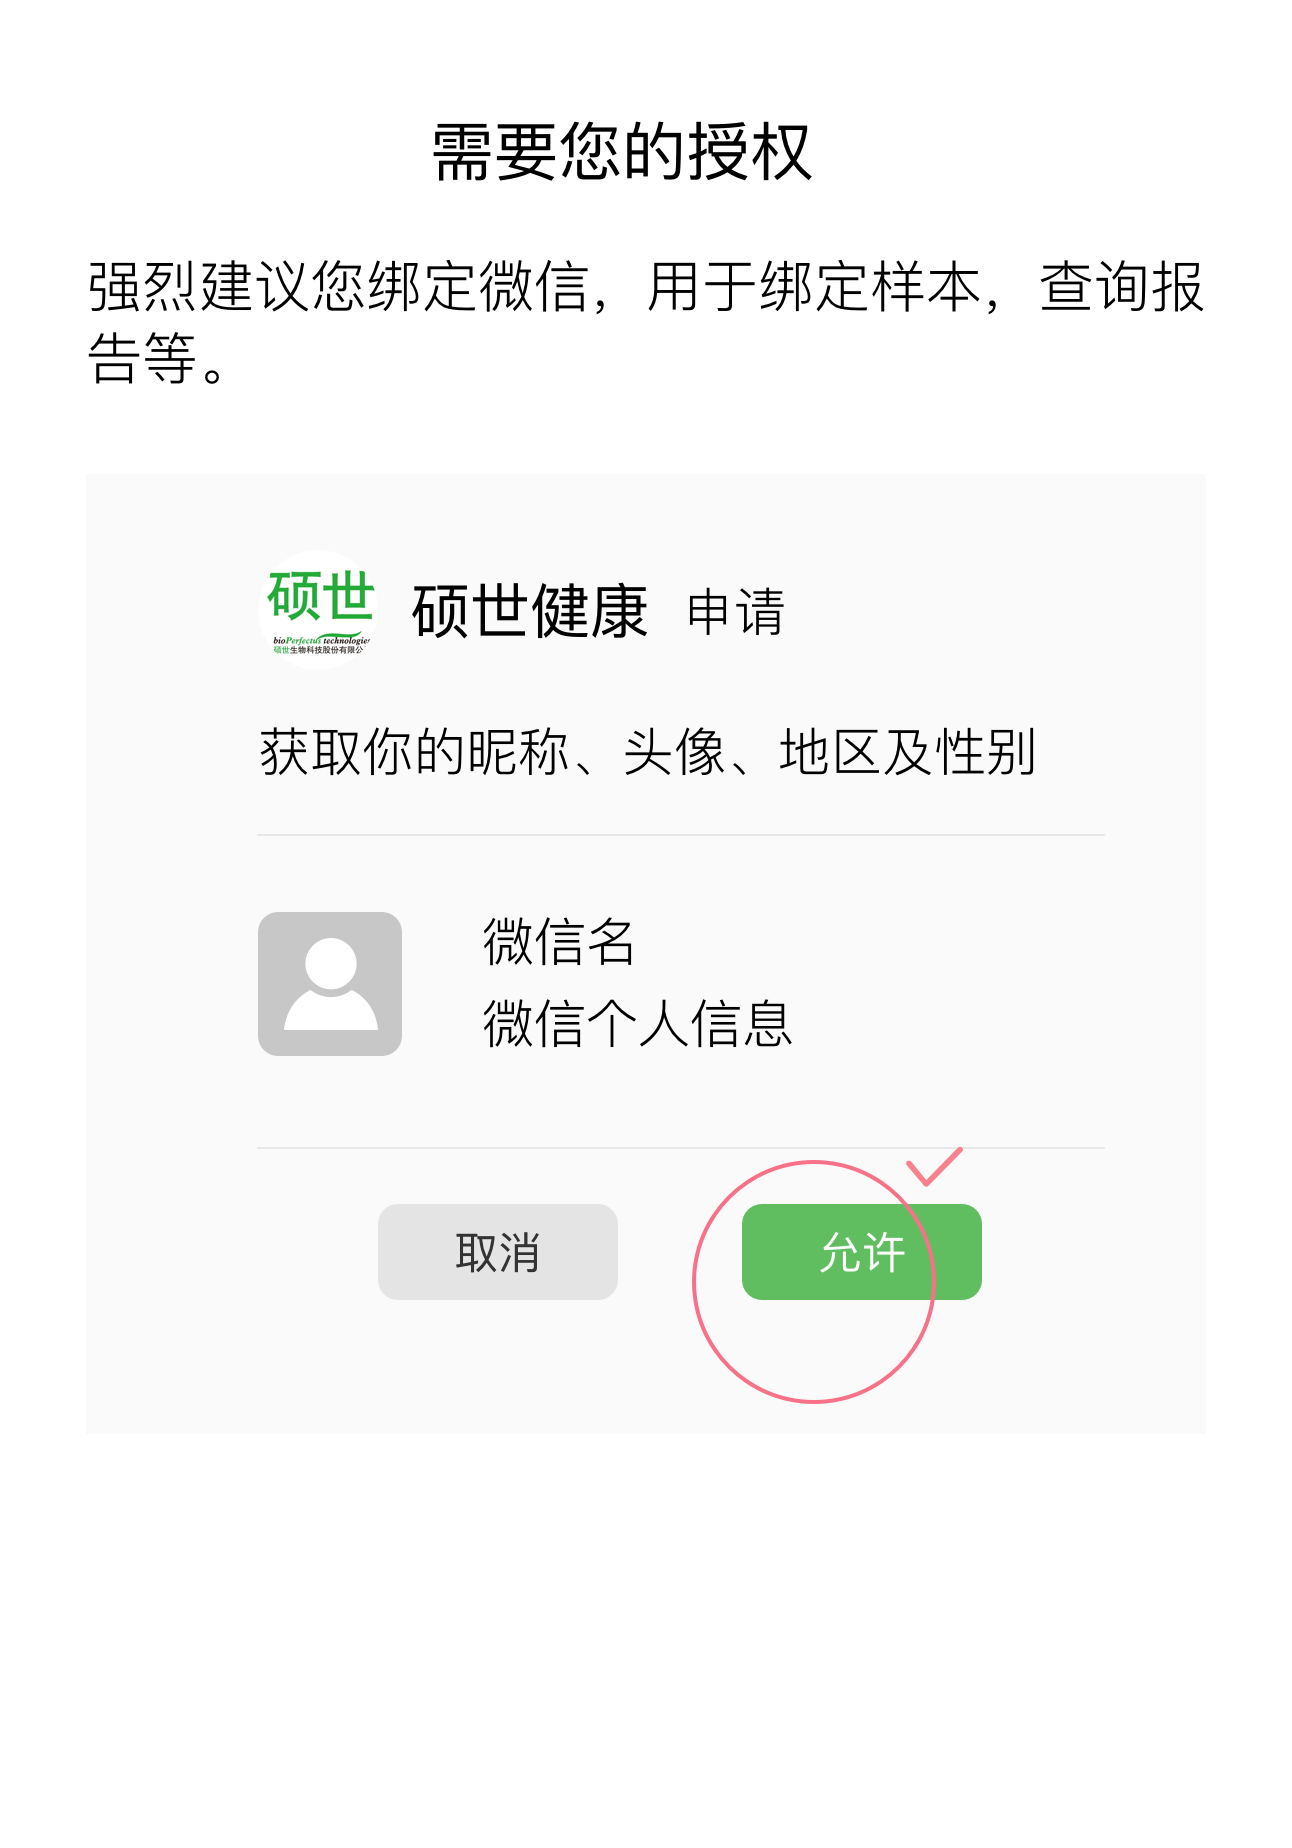 需要您的授权
强烈建议您绑定微信，用于绑定样本，查询报
告等。
硕世
bioPerfectus technologies
硕世生物科技股份有限公
硕世健康 申请
获取你的昵称、头像、地区及性别
微信名
微信个人信息
取消 允许